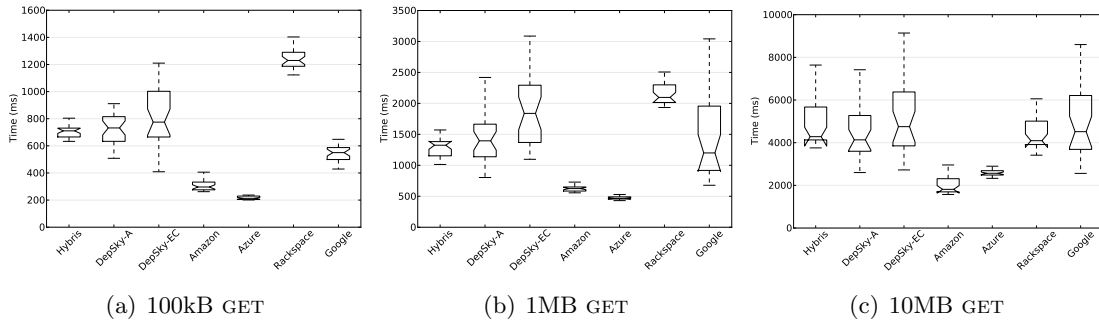 1600
1400
1200
1000
800
600
400
200
0
Time (ms)
Hybris
DepSky-A
DepSky-EC
Amazon
Azure
Rackspace
Google
(a) 100kB GET
3500
3000
2500
2000
1500
1000
500
0
Time (ms)
Hybris
DepSky-A
DepSky-EC
Amazon
Azure
Rackspace
Google
(b) 1MB GET
10000
8000
6000
4000
2000
0
Time (ms)
Hybris
DepSky-A
DepSky-EC
Amazon
Azure
Rackspace
Google
(c) 10MB GET